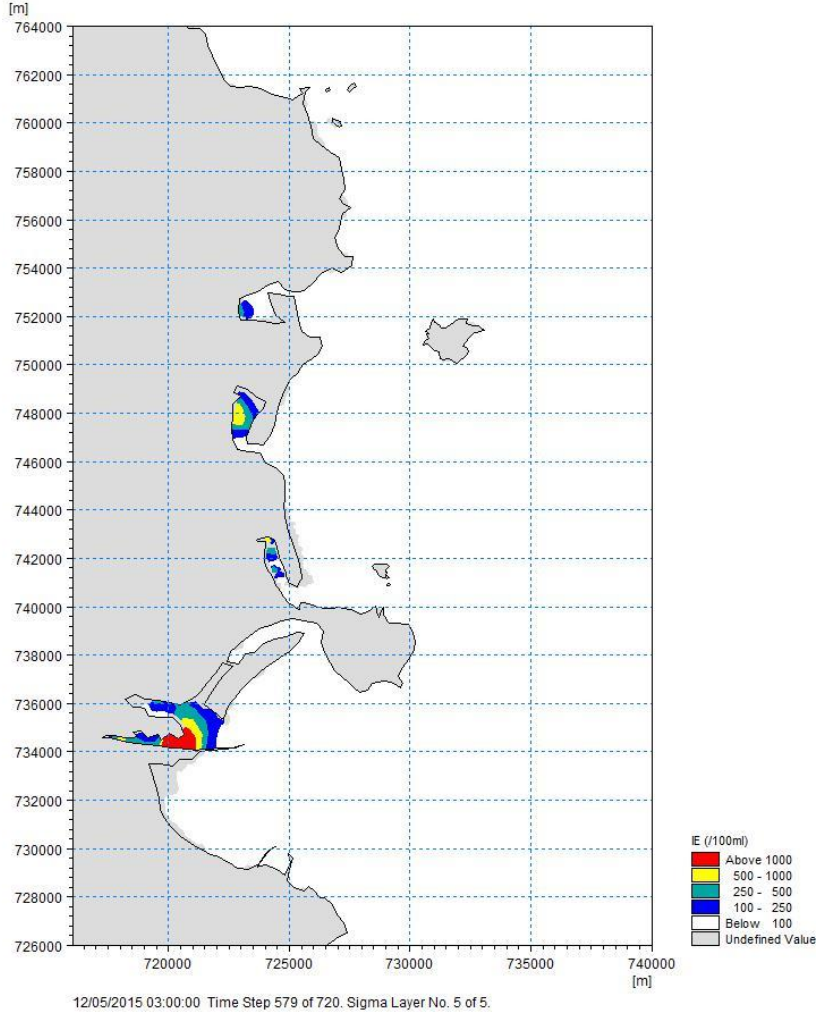 [m]
764000
762000
760000
758000
756000
754000
752000
750000
748000
746000
744000
742000
740000
738000
736000
734000
732000
730000
728000
726000
720000 725000 730000 735000 740000
[m]
IE (/100ml)
Above 1000
500 - 1000
250 - 500
100 - 250
Below 100
Undefined Value
12/05/2015 03:00:00 Time Step 579 of 720. Sigma Layer No. 5 of 5.